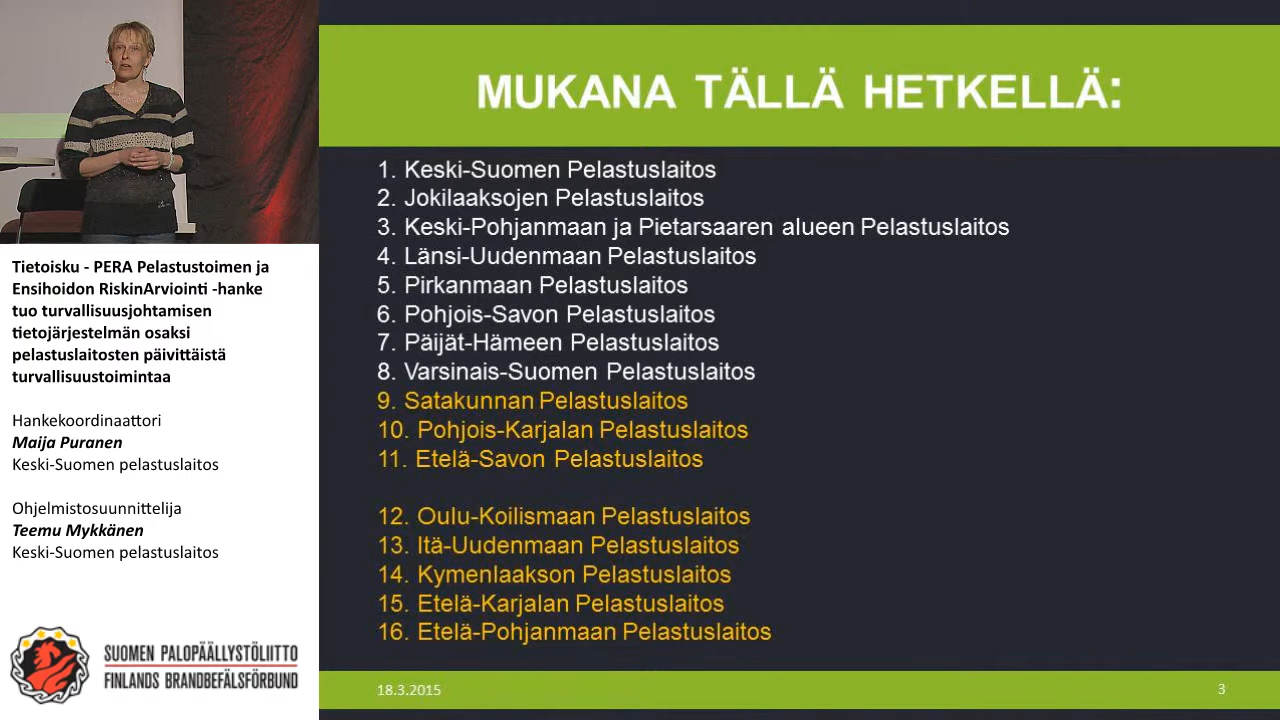 MUKANA TÄLLÄ HETKELLÄ:
1. Keski-Suomen Pelastuslaitos
2. Jokilaaksojen Pelastuslaitos
3. Keski-Pohjanmaan ja Pietarsaaren alueen Pelastuslaitos
4. Länsi-Uudenmaan Pelastuslaitos
5. Pirkanmaan Pelastuslaitos
6. Pohjois-Savon Pelastuslaitos
7. Päijät-Hämeen Pelastuslaitos
8. Varsinais-Suomen Pelastuslaitos
9. Satakunnan Pelastuslaitos
10. Pohjois-Karjalan Pelastuslaitos
11. Etelä-Savon Pelastuslaitos
12. Oulu-Koilismaan Pelastuslaitos
13. Itä-Uudenmaan Pelastuslaitos
14. Kymenlaakson Pelastuslaitos
15. Etelä-Karjalan Pelastuslaitos
16. Etelä-Pohjanmaan Pelastuslaitos
18.3.2015
3
Tietoisku - PERA Pelastustoimen ja
Ensihoidon RiskinArviointi -hanke
tuo turvallisuusjohtamisen
tietojärjestelmän osaksi
pelastuslaitosten päivittäistä
turvallisuustoimintaa
Hankekoordinaattori
Maija Puranen
Keski-Suomen pelastuslaitos
Ohjelmistosuunnittelija
Teemu Mykkänen
Keski-Suomen pelastuslaitos
SUOMEN PALOPÄÄLLYSTÖLIITTO
FINLANDS BRANDBEFÄLSFÖRBUND